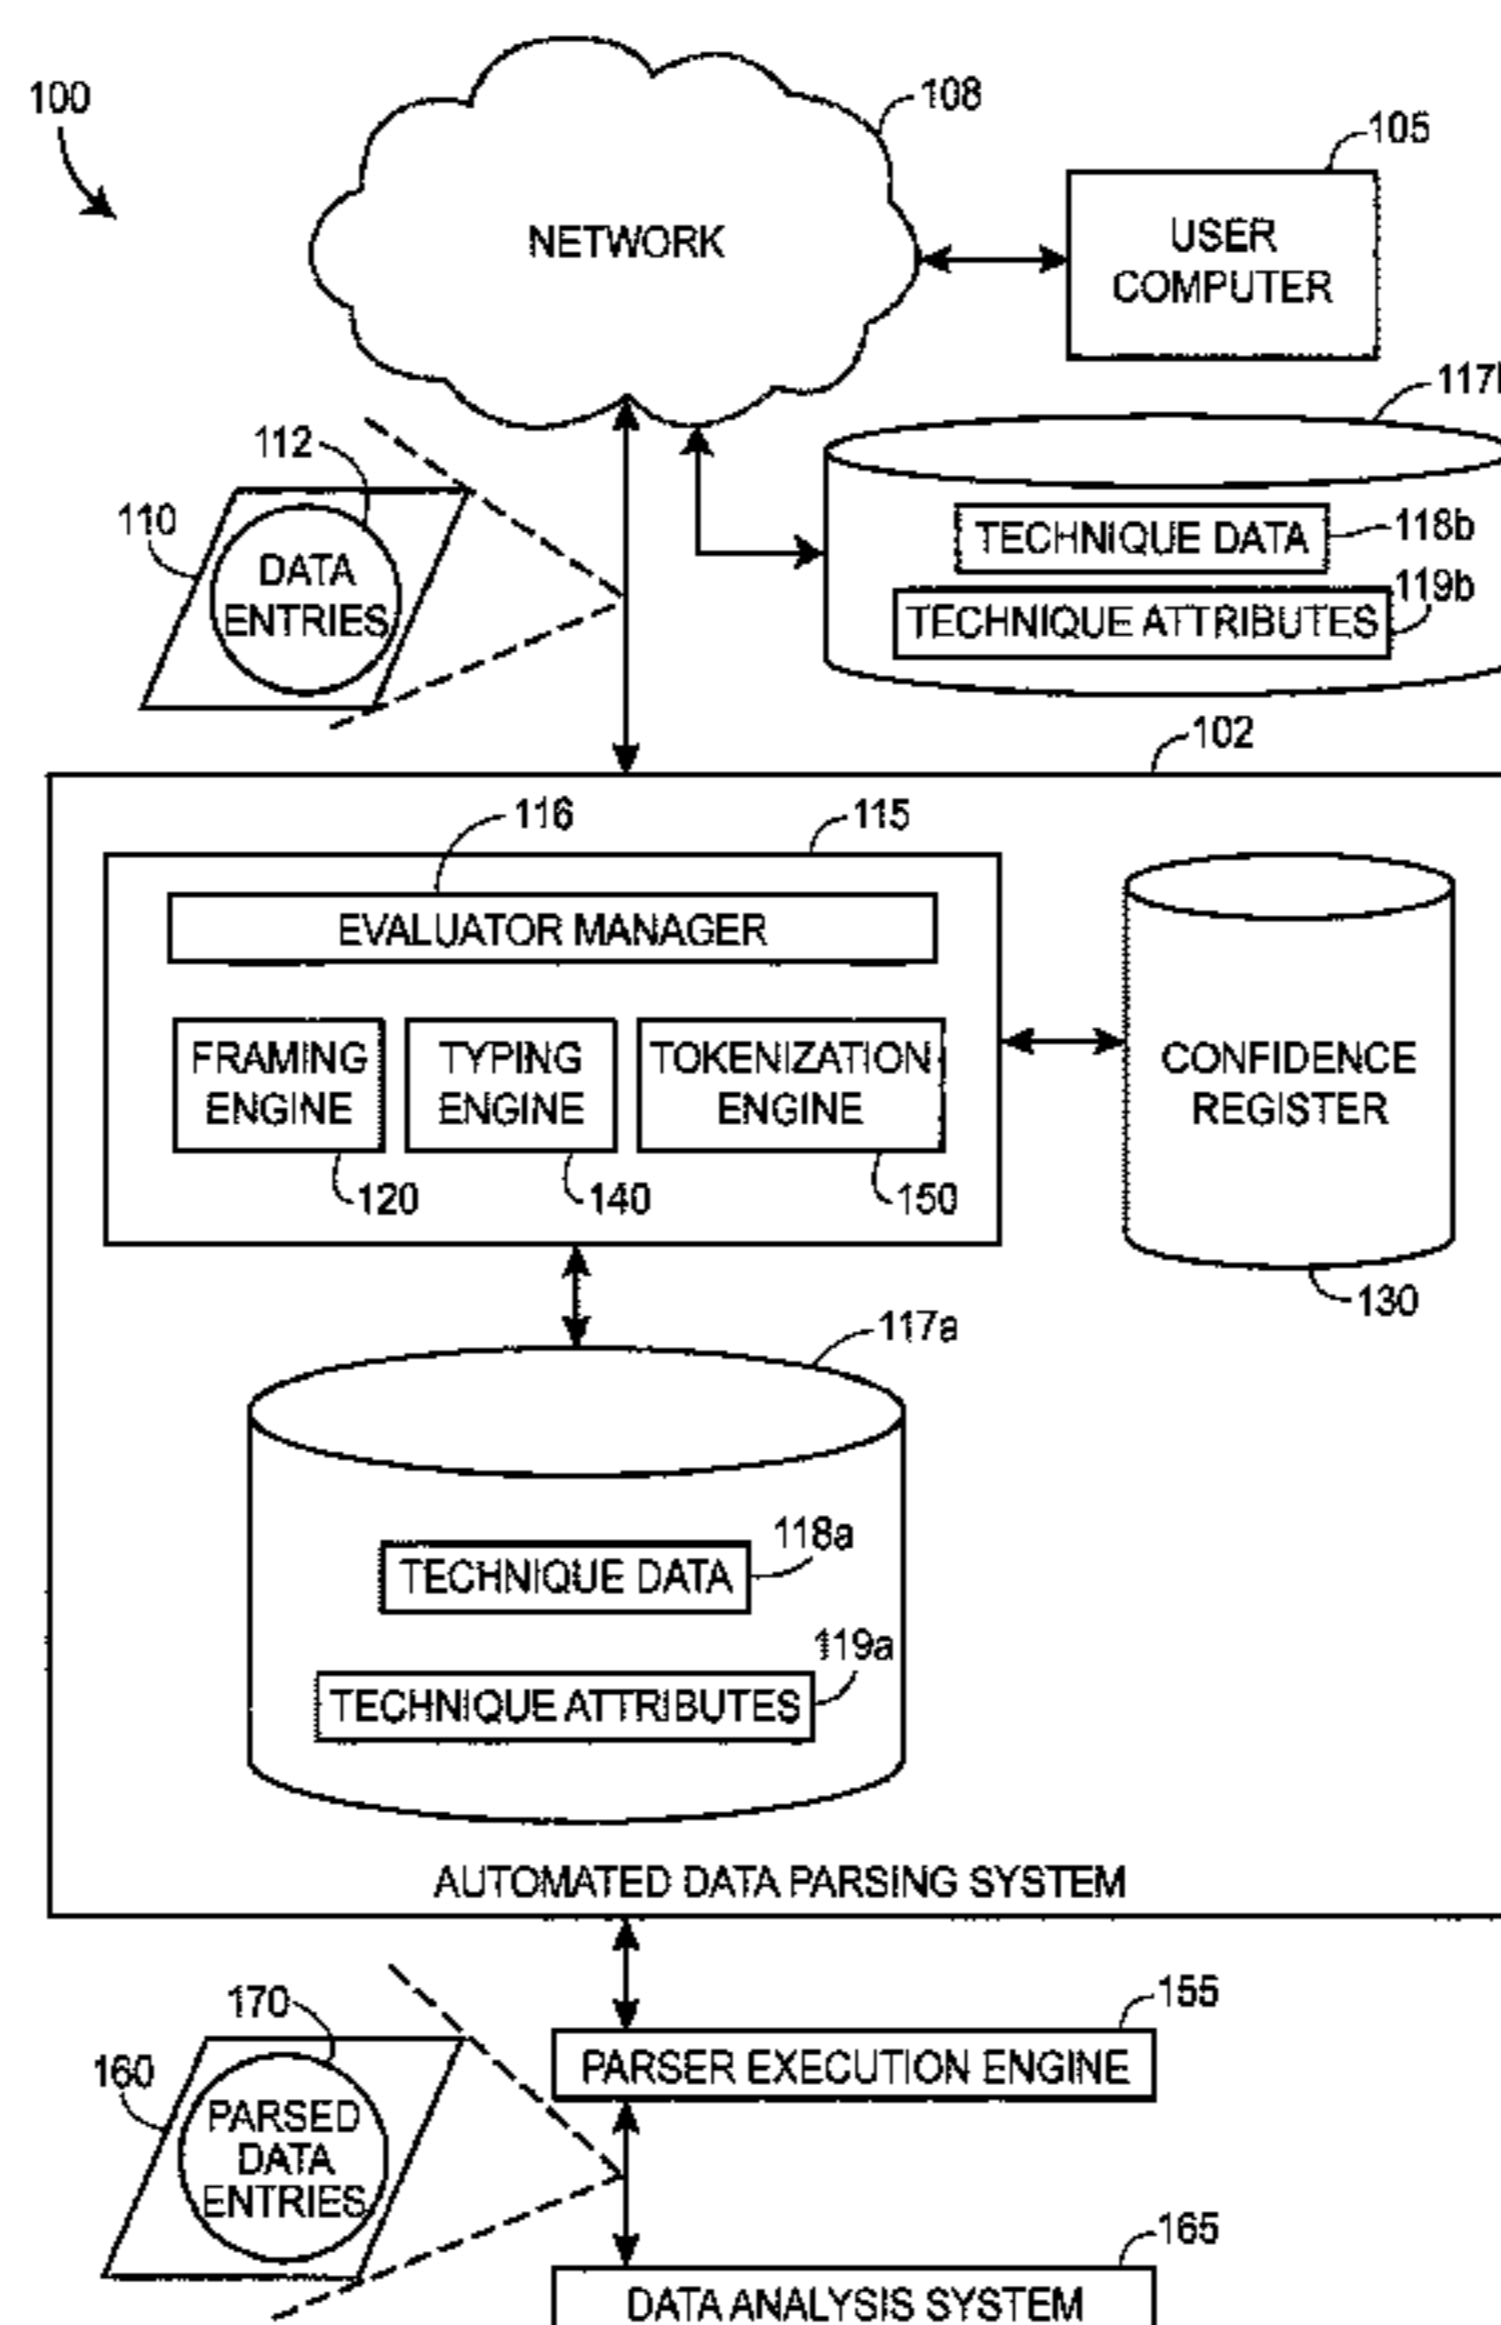 100
108
105
NETWORK
USER
COMPUTER
112
110
DATA
ENTRIES
TECHNIQUE DATA
118b
TECHNIQUE ATTRIBUTES
119b
102
116
115
EVALUATOR MANAGER
FRAMING
ENGINE
TYPING
ENGINE
TOKENIZATION
ENGINE
CONFIDENCE
REGISTER
120
140
150
130
117a
118a
TECHNIQUE DATA
119a
TECHNIQUE ATTRIBUTES
AUTOMATED DATA PARSING SYSTEM
170
155
160
PARSED
DATA
ENTRIES
PARSER EXECUTION ENGINE
165
DATA ANALYSIS SYSTEM